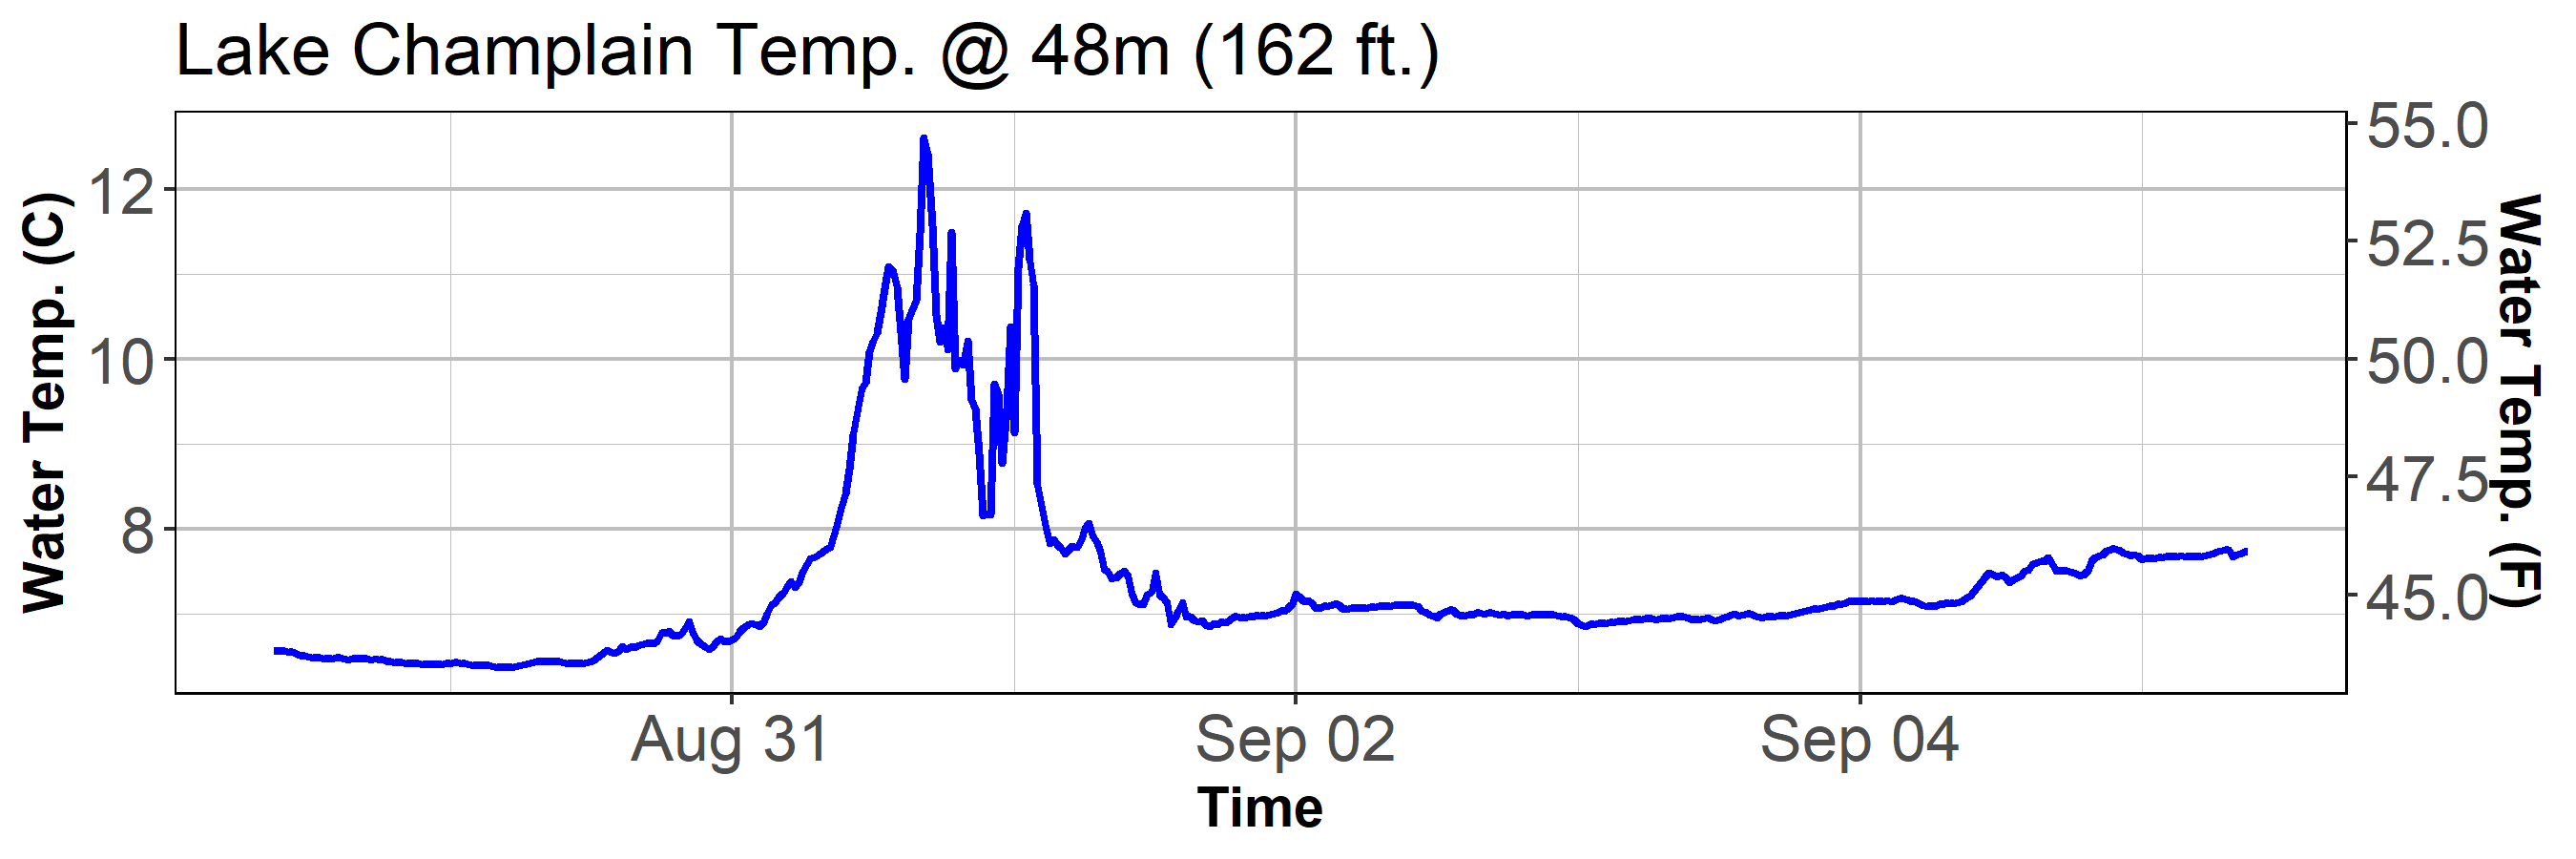 Lake Champlain Temp. @ 48m (162 ft.)
Water Temp. (C)
12
10
8
55.0
52.5
50.0
47.5
45.0
Water Temp. (F)
Aug 31
Sep 02
Sep 04
Time